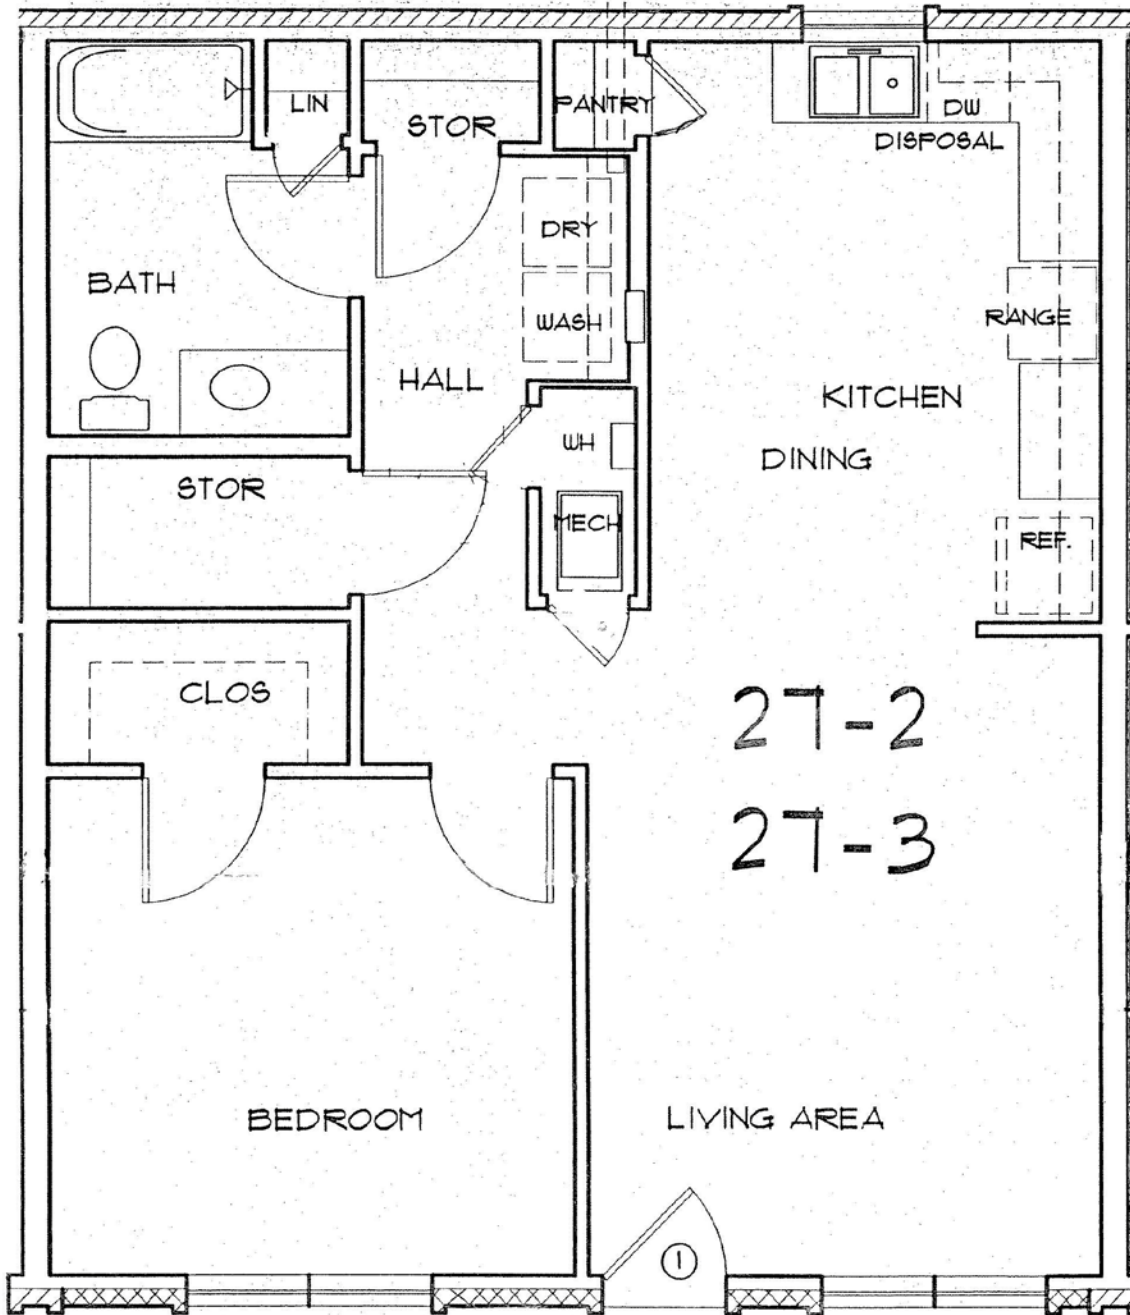 LIN
STOR
PANTRY
DW
DISPOSAL
DRY
BATH
WASH
RANGE
HALL
KITCHEN
WH
DINING
STOR
MECH
REF.
CLOS
27-2
27-3
BEDROOM
LIVING AREA
1